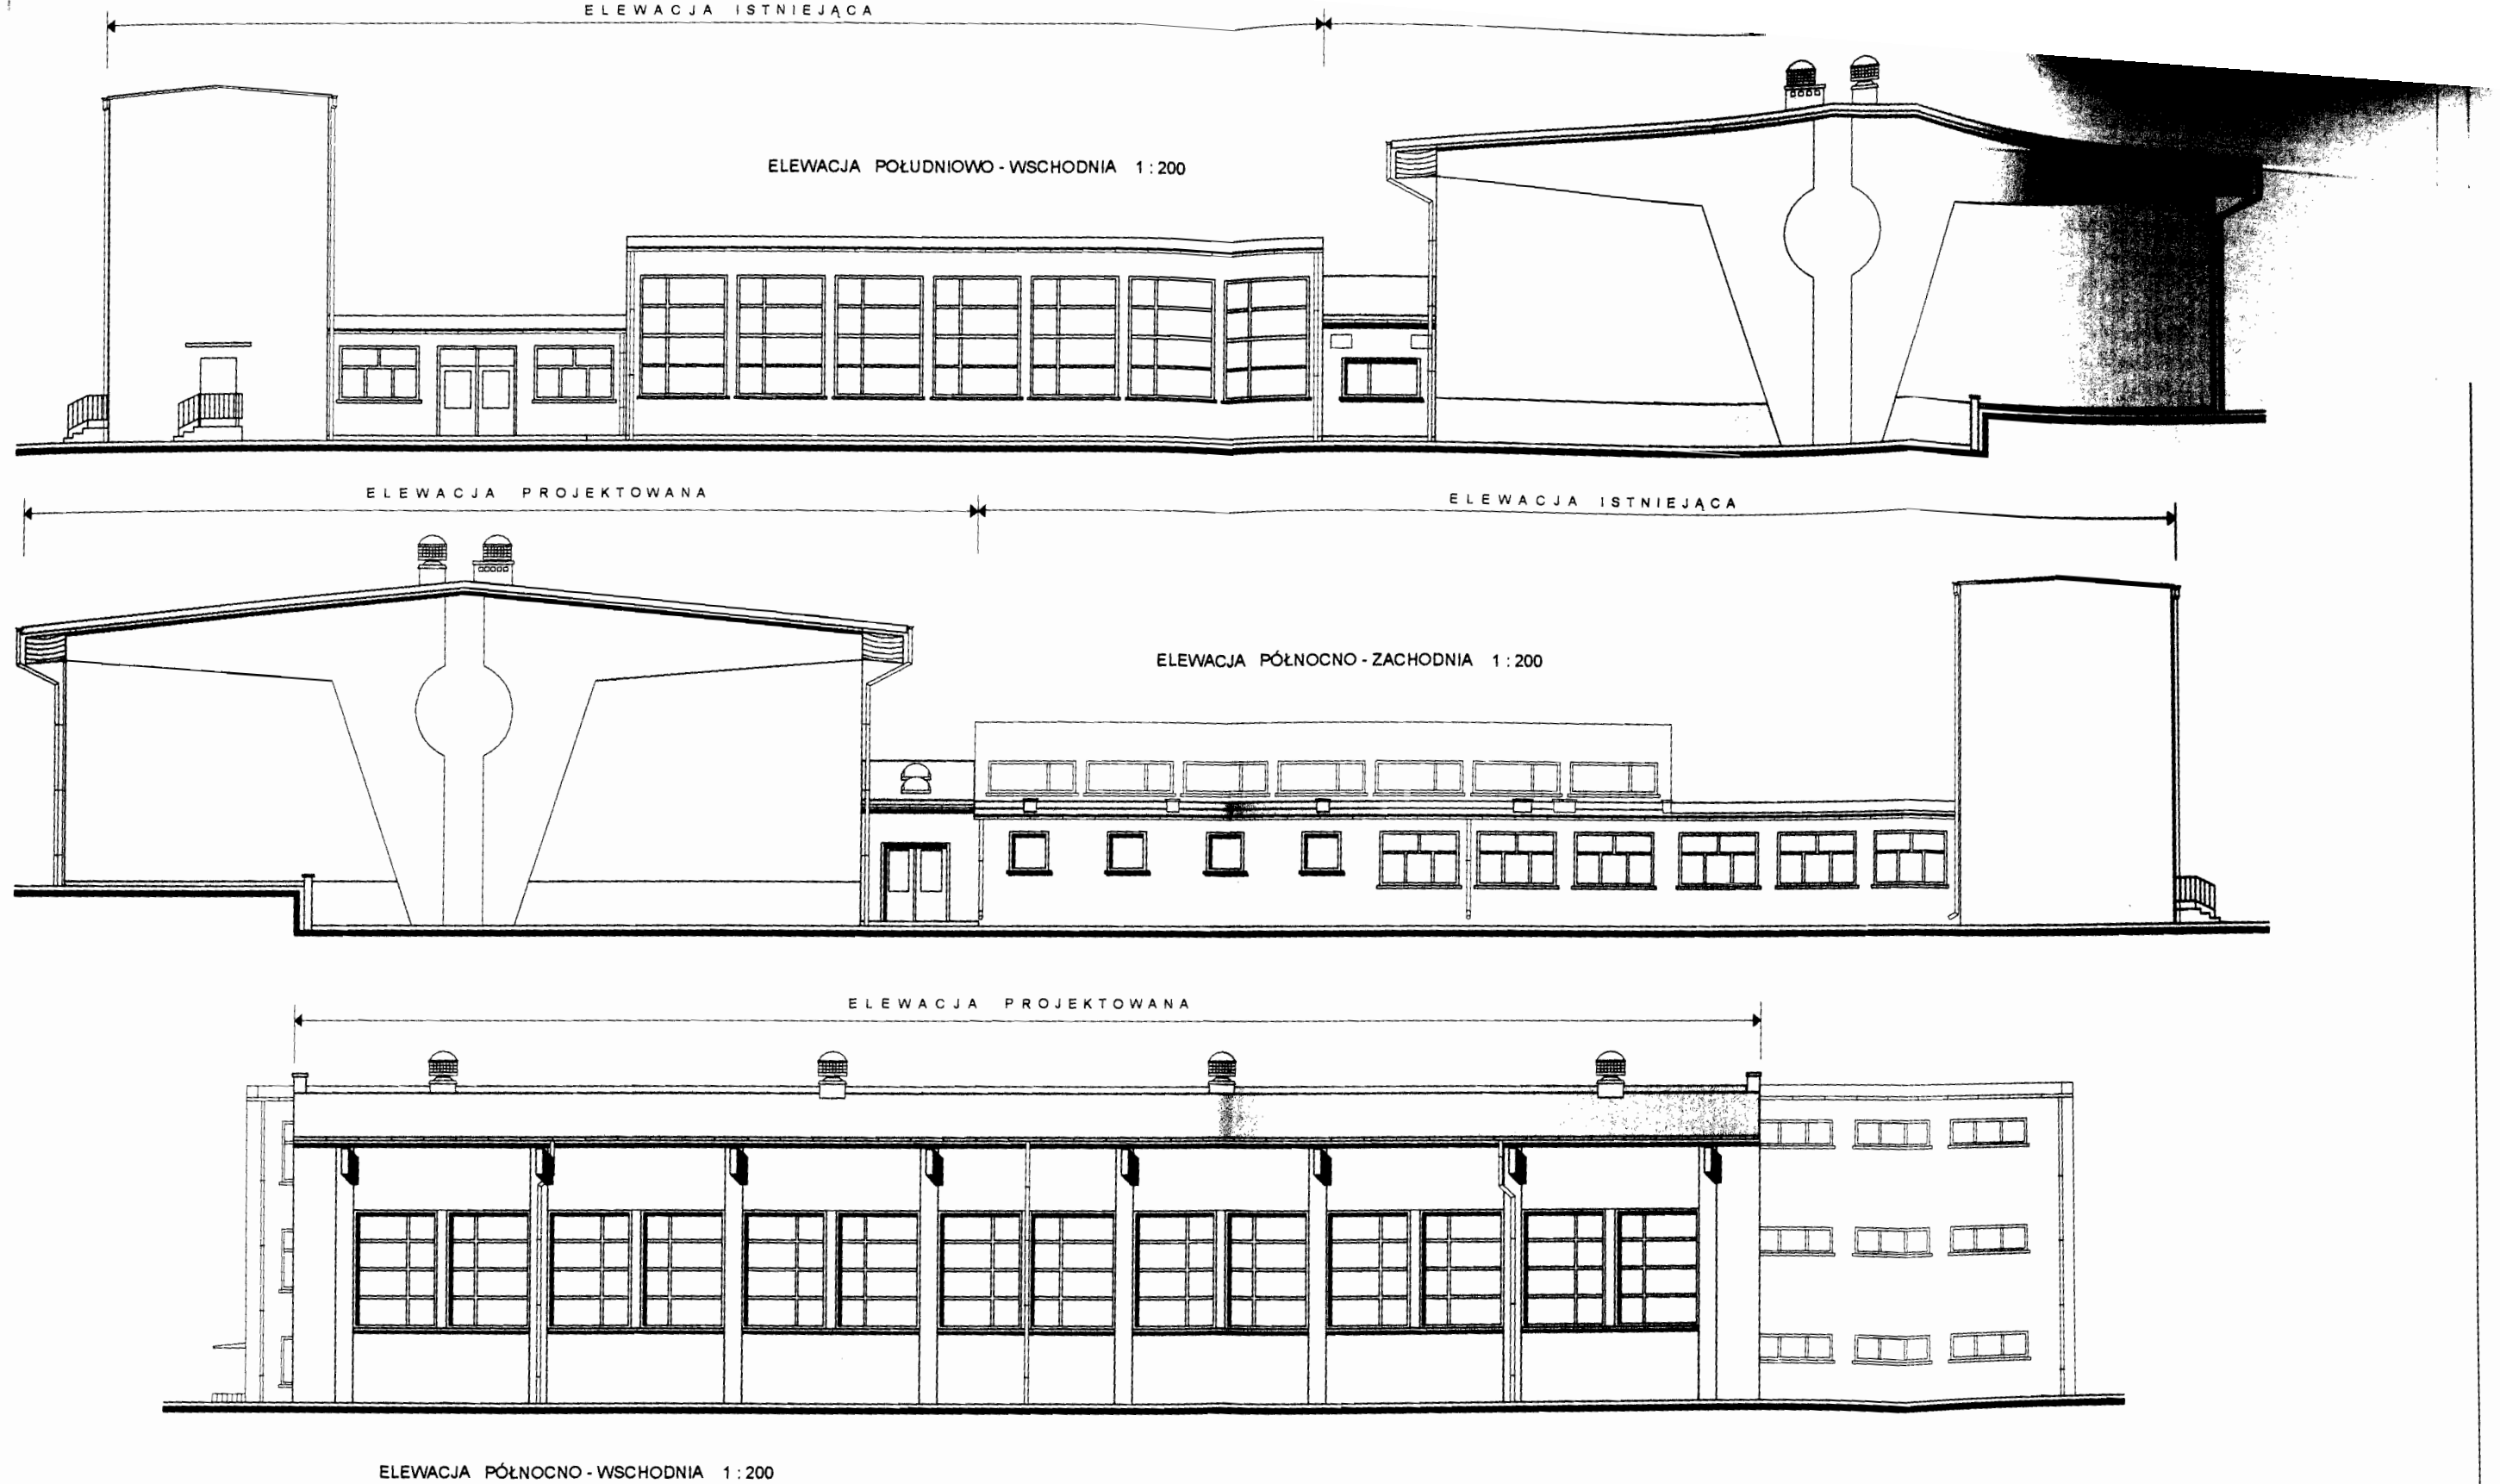 ELEWACJA ISTNIEJĄCA
ELEWACJA POŁUDNIOWO - WSCHODNIA 1 : 200
ELEWACJA PROJEKTOWANA
ELEWACJA ISTNIEJĄCA
ELEWACJA PÓŁNOCNO - ZACHODNIA 1 : 200
ELEWACJA PROJEKTOWANA
ELEWACJA PÓŁNOCNO - WSCHODNIA 1 : 200